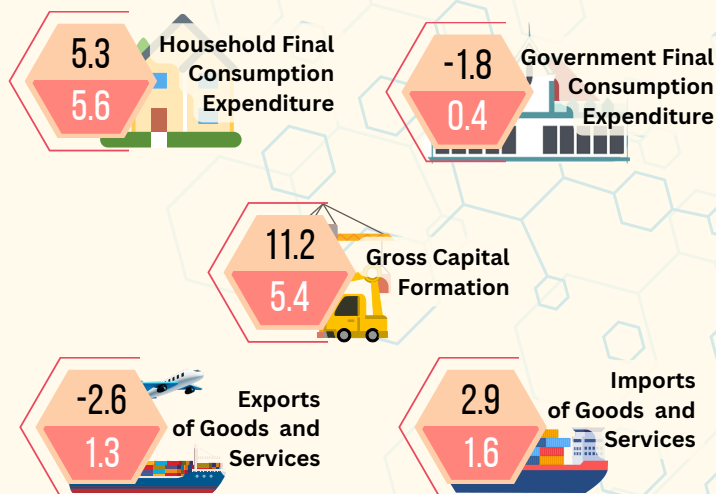 5.3
5.6
Household Final
Consumption
Expenditure
-1.8
0.4
Government Final
Consumption
Expenditure
11.2
5.4
Gross Capital
Formation
-2.6
1.3
Exports
of Goods and
Services
2.9
1.6
Imports
of Goods and
Services